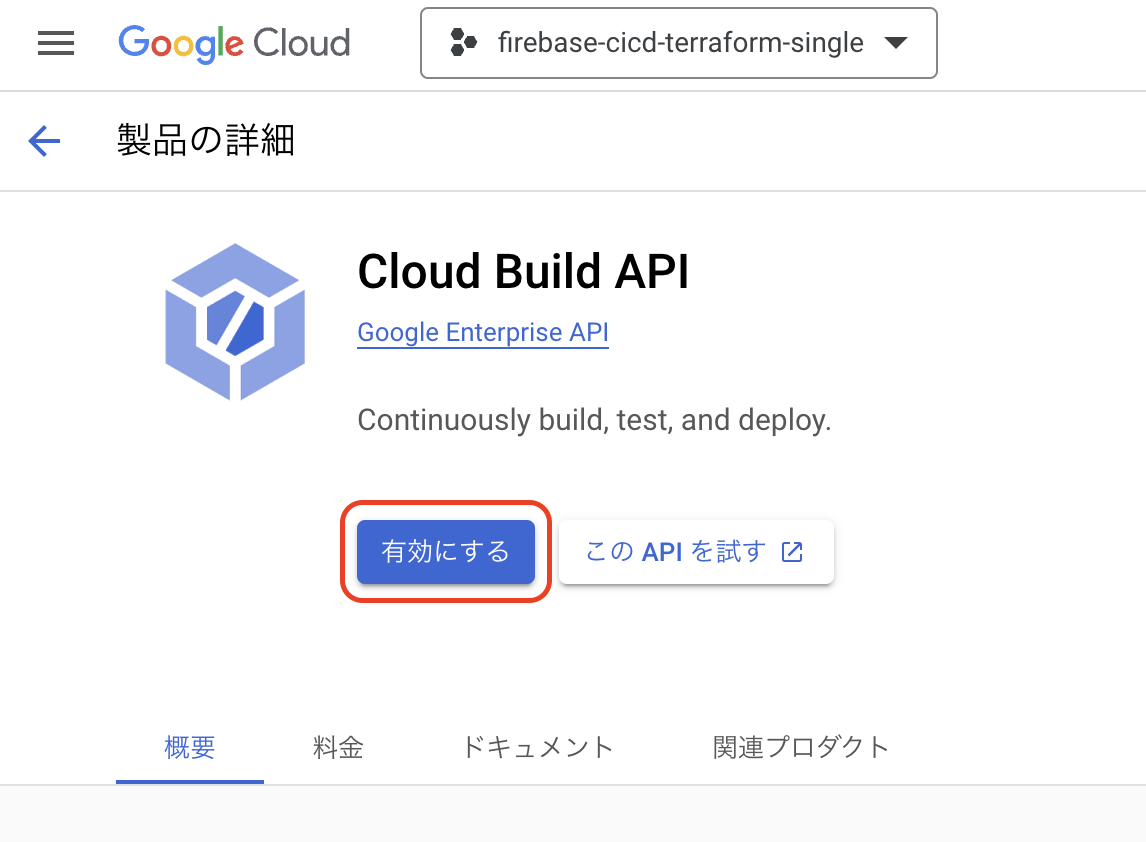 Google Cloud
firebase-cicd-terraform-single
製品の詳細
Cloud Build API
Google Enterprise API
Continuously build, test, and deploy.
有効にする
この API を試す
概要
料金
ドキュメント
関連プロダクト